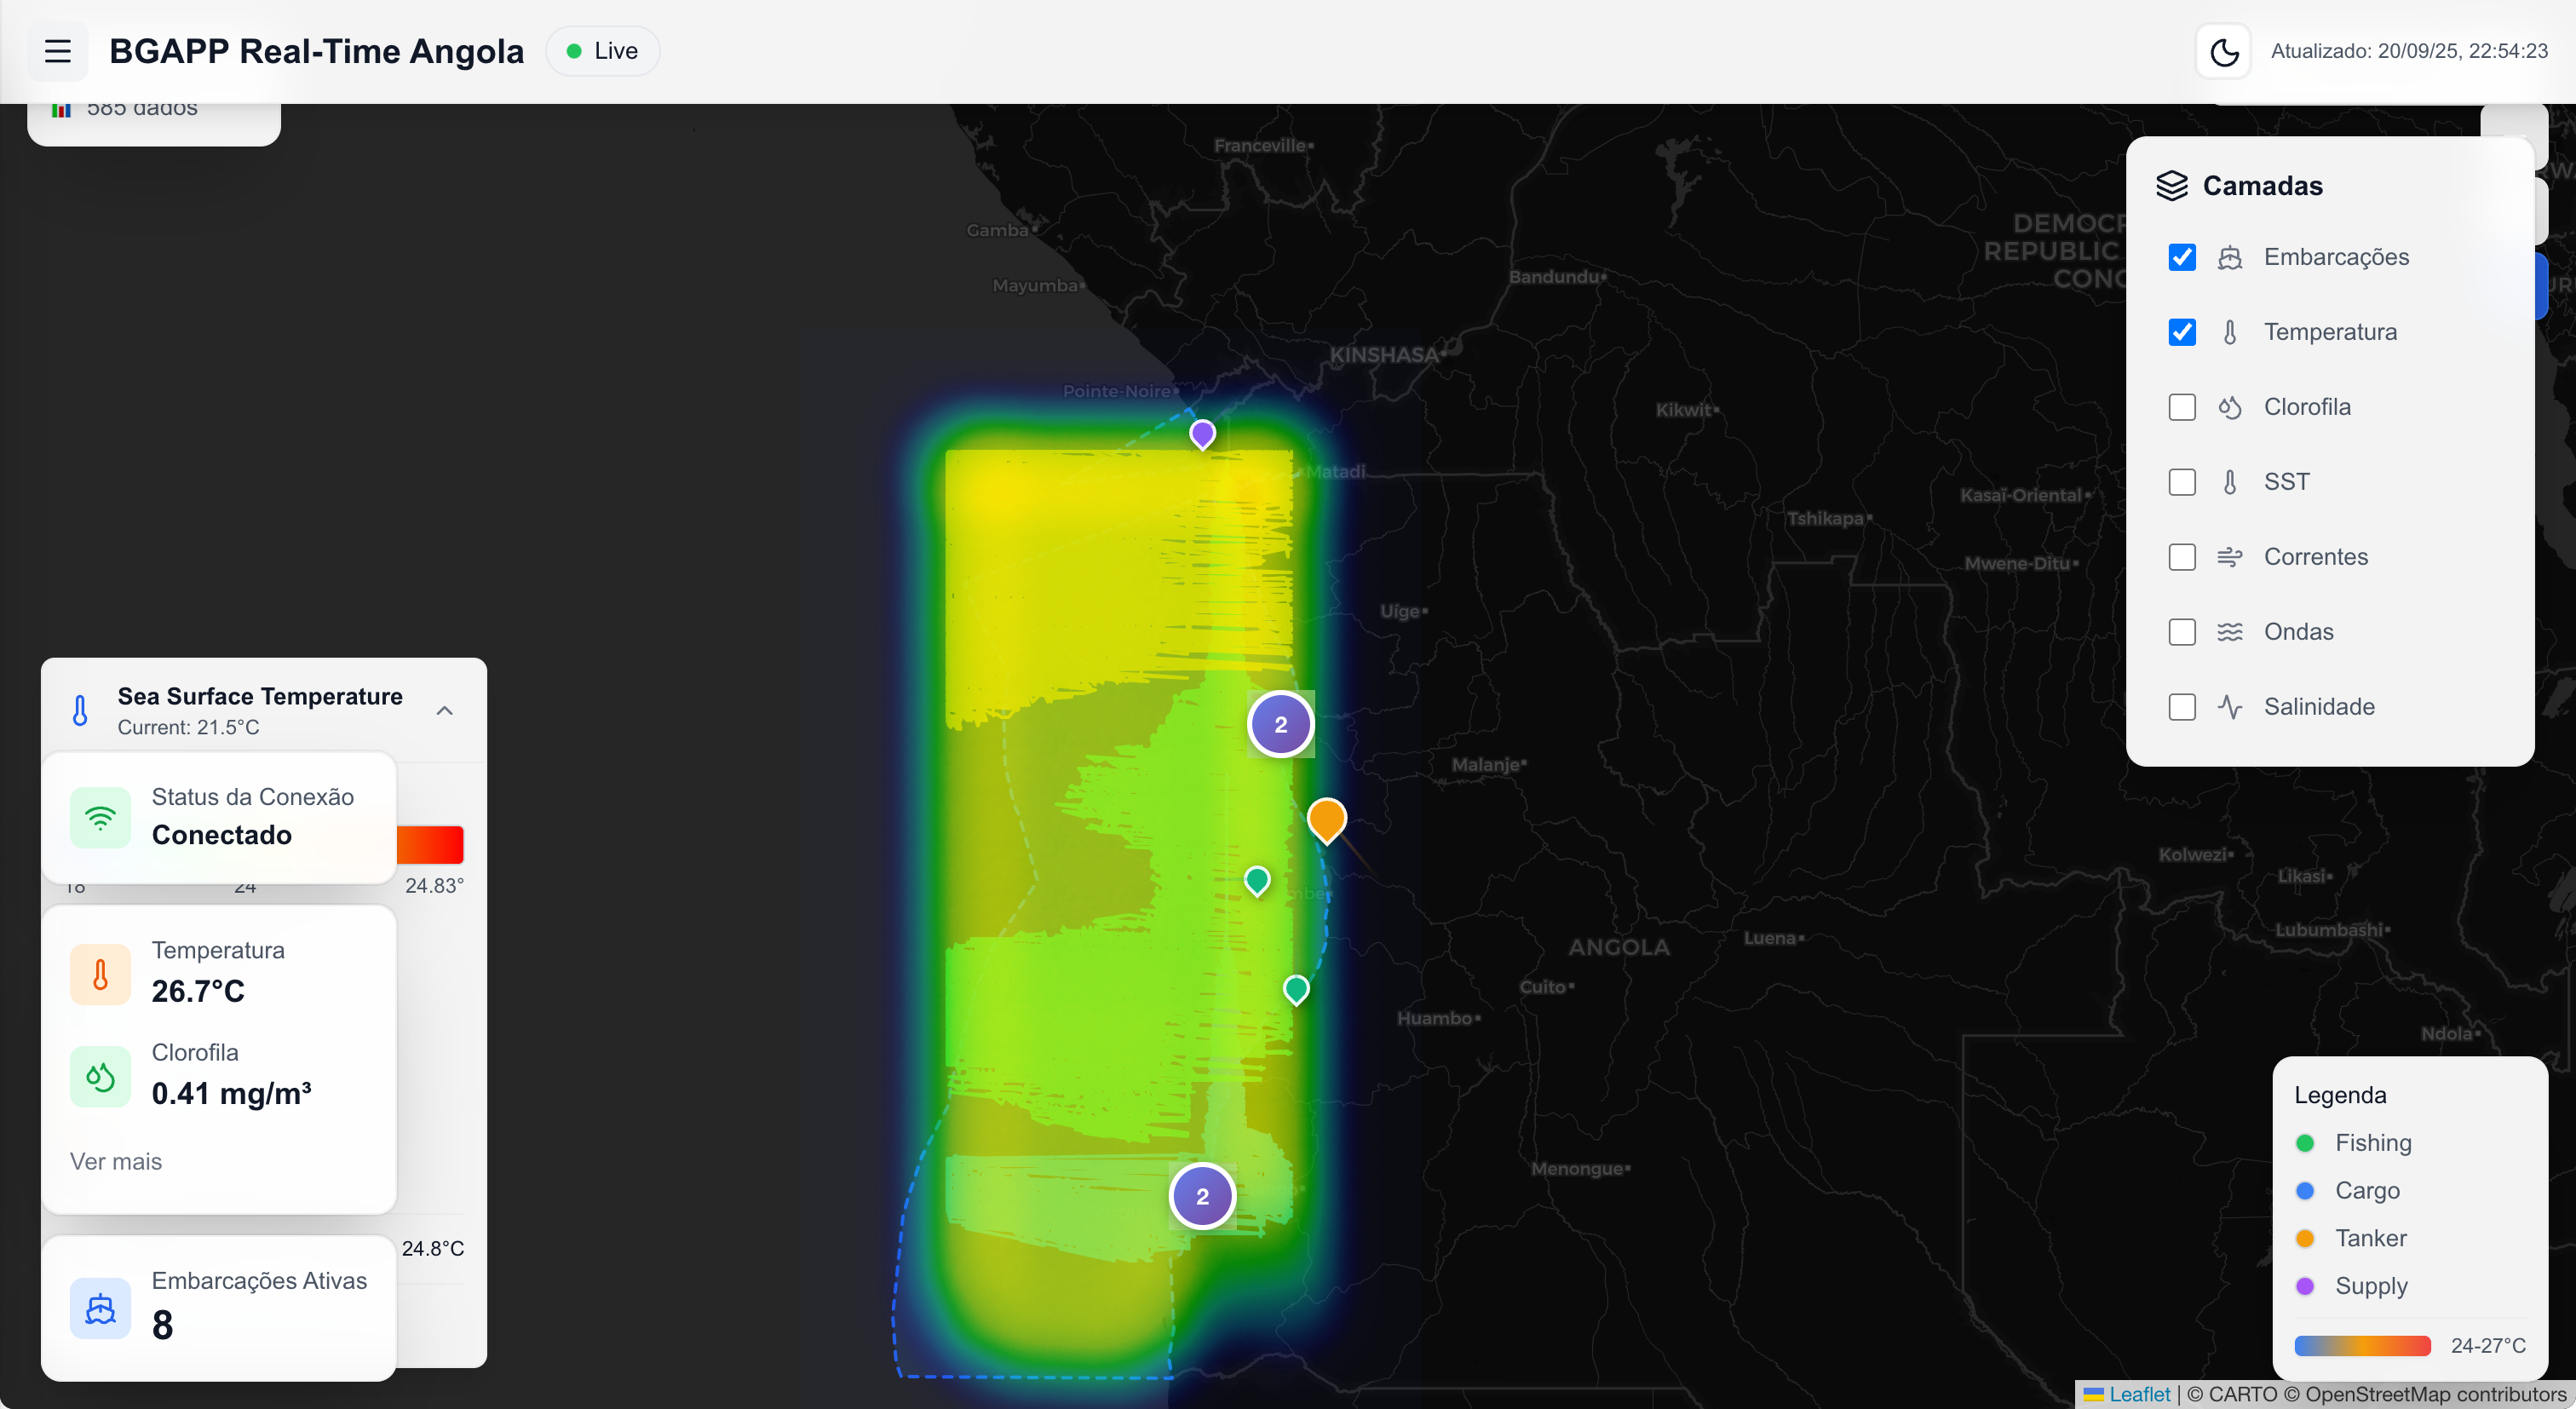 BGAPP Real-Time Angola
Live
Atualizado: 20/09/25, 22:54:23
585 dados
Franceville
Gamba
Mayumba
Bandundu
KINSHASA
Pointe-Noire
Kikwit
Matadi
Kasaï-Oriental
Tshikapa
Mwene-Ditu
Uíge
Malanje
Kolwezi
Likasi
Lubumbashi
ANGOLA
Luena
Cuito
Huambo
Ndola
Menongue
2
2
Camadas
Embarcações
Temperatura
Clorofila
SST
Correntes
Ondas
Salinidade
Sea Surface Temperature
Current: 21.5°C
Status da Conexão
Conectado
18
24
24.83°
Temperatura
26.7°C
Clorofila
0.41 mg/m³
Ver mais
24.8°C
Embarcações Ativas
8
Legenda
Fishing
Cargo
Tanker
Supply
24-27°C
Leaflet | © CARTO © OpenStreetMap contributors